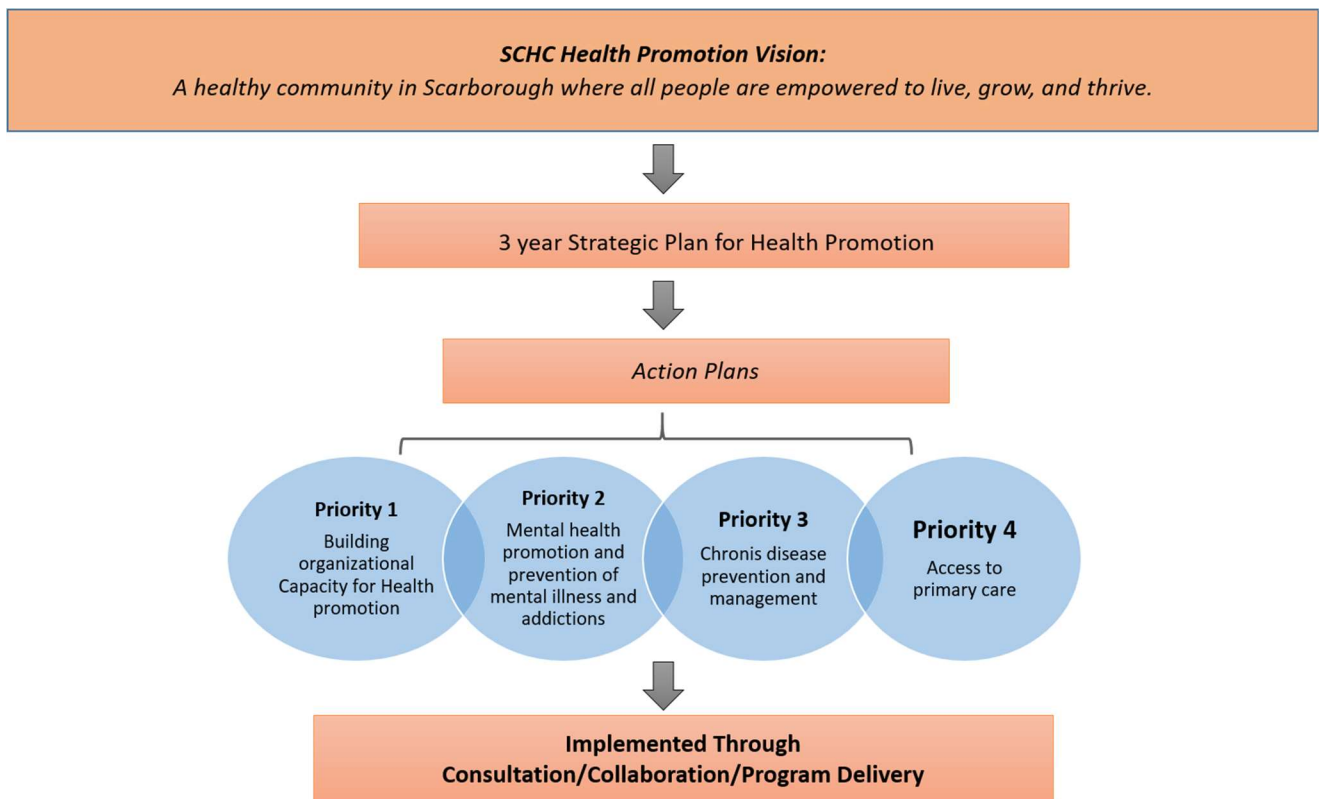 SCHC Health Promotion Vision:
A healthy community in Scarborough where all people are empowered to live, grow, and thrive.
3 year Strategic Plan for Health Promotion
Action Plans
Priority 1
Building
organizational
Capacity for Health
promotion
Priority 2
Mental health
promotion and
prevention of
mental illness and
addictions
Priority 3
Chronis disease
prevention and
management
Priority 4
Access to
primary care
Implemented Through
Consultation/Collaboration/Program Delivery